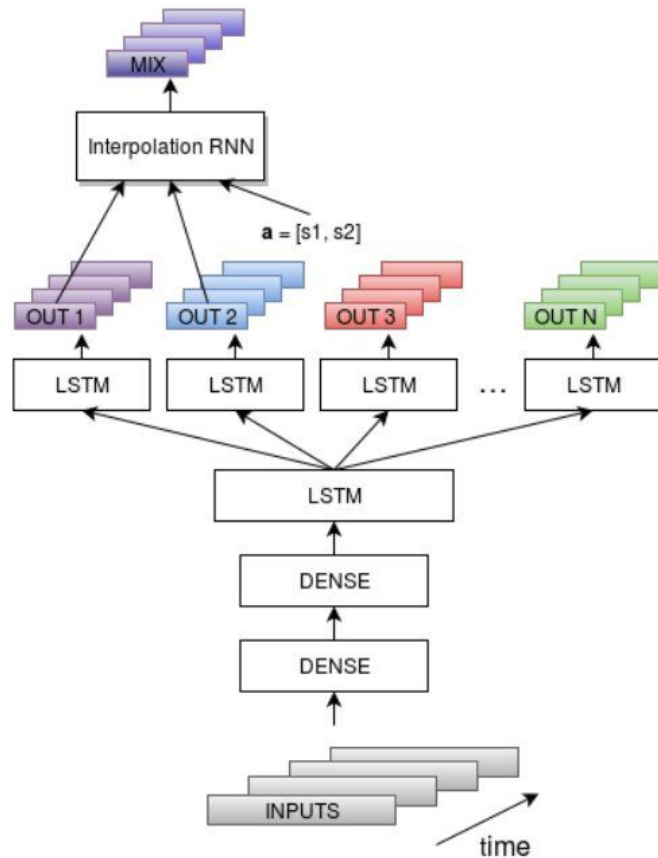 MIX
Interpolation RNN
a = [s1, s2]
OUT 1 OUT 2 OUT 3 OUT N
LSTM LSTM LSTM ... LSTM
LSTM
DENSE
DENSE
INPUTS
time